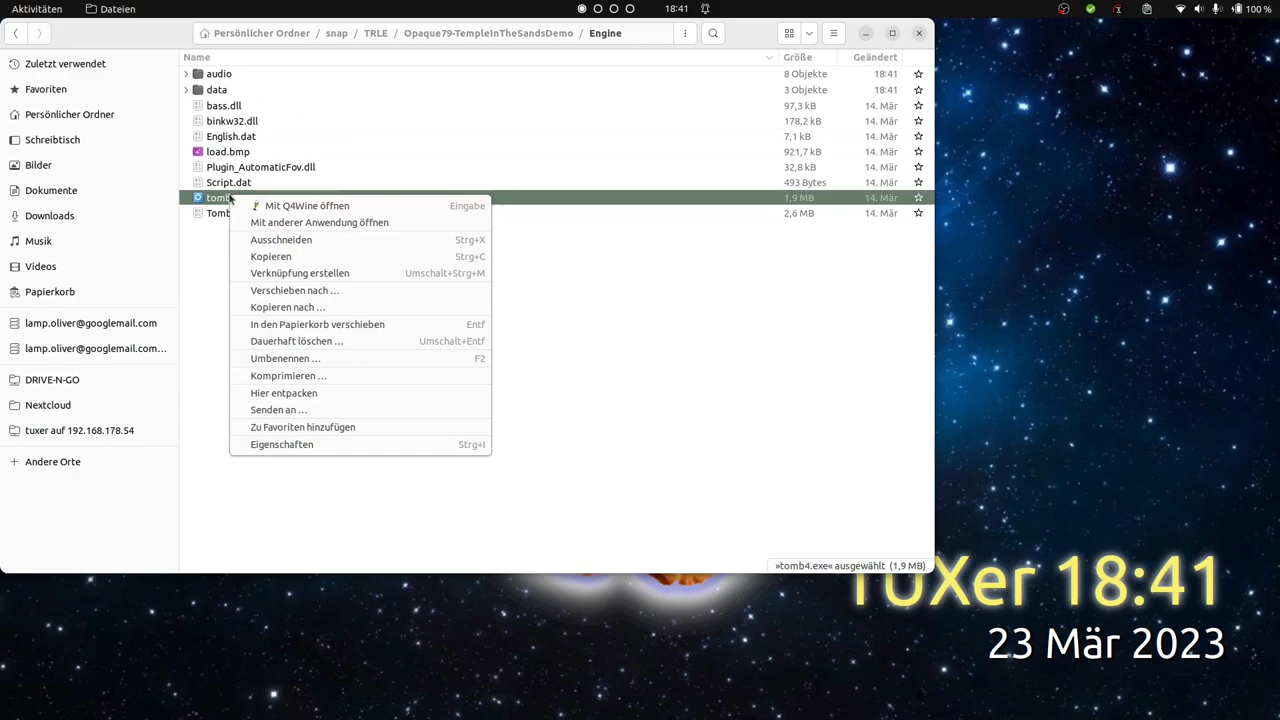 Aktivitäten Dateien 18:41 100 %
Persönlicher Ordner / snap / TRLE / Opaque79-TempleInTheSandsDemo / Engine
Name Größe Geändert
Zuletzt verwendet
Favoriten
Persönlicher Ordner
Schreibtisch
Bilder
Dokumente
Downloads
Musik
Videos
Papierkorb
lamp.oliver@googlemail.com
lamp.oliver@googlemail.com…
DRIVE-N-GO
Nextcloud
tuxer auf 192.168.178.54
+ Andere Orte
audio 8 Objekte 18:41
data 3 Objekte 18:41
bass.dll 97,3 kB 14. Mär
binkw32.dll 178,2 kB 14. Mär
English.dat 7,1 kB 14. Mär
load.bmp 921,7 kB 14. Mär
Plugin_AutomaticFov.dll 32,8 kB 14. Mär
Script.dat 493 Bytes 14. Mär
tomb 1,9 MB 14. Mär
Tomb 2,6 MB 14. Mär
Mit Q4Wine öffnen Eingabe
Mit anderer Anwendung öffnen
Ausschneiden Strg+X
Kopieren Strg+C
Verknüpfung erstellen Umschalt+Strg+M
Verschieben nach …
Kopieren nach …
In den Papierkorb verschieben Entf
Dauerhaft löschen … Umschalt+Entf
Umbenennen … F2
Komprimieren …
Hier entpacken
Senden an …
Zu Favoriten hinzufügen
Eigenschaften Strg+I
»tomb4.exe« ausgewählt (1,9 MB)
TUXer 18:41
23 Mär 2023